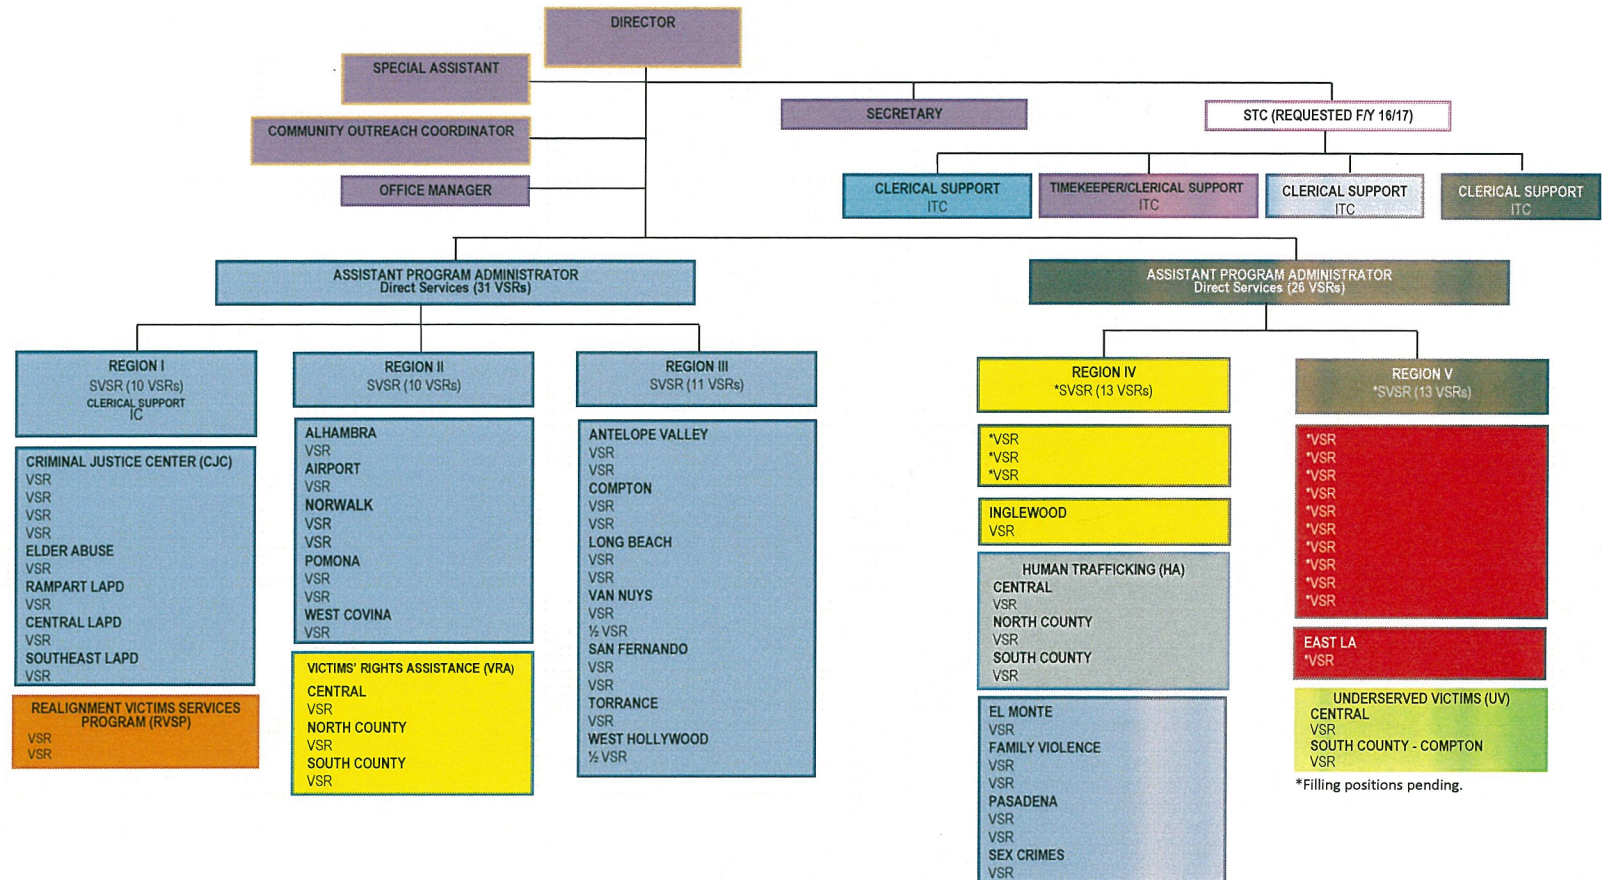 DIRECTOR
SPECIAL ASSISTANT
SECRETARY
STC (REQUESTED F/Y 16/17)
COMMUNITY OUTREACH COORDINATOR
OFFICE MANAGER
CLERICAL SUPPORT
ITC
TIMEKEEPER/CLERICAL SUPPORT
ITC
CLERICAL SUPPORT
ITC
CLERICAL SUPPORT
ITC
ASSISTANT PROGRAM ADMINISTRATOR
Direct Services (31 VSRs)
ASSISTANT PROGRAM ADMINISTRATOR
Direct Services (26 VSRs)
REGION I
SVSR (10 VSRs)
CLERICAL SUPPORT
IC
CRIMINAL JUSTICE CENTER (CJC)
VSR
VSR
VSR
VSR
ELDER ABUSE
VSR
RAMPART LAPD
VSR
CENTRAL LAPD
VSR
SOUTHEAST LAPD
VSR
REALIGNMENT VICTIMS SERVICES
PROGRAM (RVSP)
VSR
VSR
REGION II
SVSR (10 VSRs)
ALHAMBRA
VSR
AIRPORT
VSR
NORWALK
VSR
VSR
POMONA
VSR
VSR
WEST COVINA
VSR
VICTIMS' RIGHTS ASSISTANCE (VRA)
CENTRAL
VSR
NORTH COUNTY
VSR
SOUTH COUNTY
VSR
REGION III
SVSR (11 VSRs)
ANTELOPE VALLEY
VSR
VSR
COMPTON
VSR
VSR
LONG BEACH
VSR
VSR
VAN NUYS
VSR
½ VSR
SAN FERNANDO
VSR
VSR
TORRANCE
VSR
WEST HOLLYWOOD
½ VSR
REGION IV
*SVSR (13 VSRs)
*VSR
*VSR
*VSR
INGLEWOOD
VSR
HUMAN TRAFFICKING (HA)
CENTRAL
VSR
NORTH COUNTY
VSR
SOUTH COUNTY
VSR
EL MONTE
VSR
FAMILY VIOLENCE
VSR
VSR
PASADENA
VSR
VSR
SEX CRIMES
VSR
REGION V
*SVSR (13 VSRs)
*VSR
*VSR
*VSR
*VSR
*VSR
*VSR
*VSR
*VSR
*VSR
*VSR
EAST LA
*VSR
UNDERSERVED VICTIMS (UV)
CENTRAL
VSR
SOUTH COUNTY - COMPTON
VSR
*Filling positions pending.